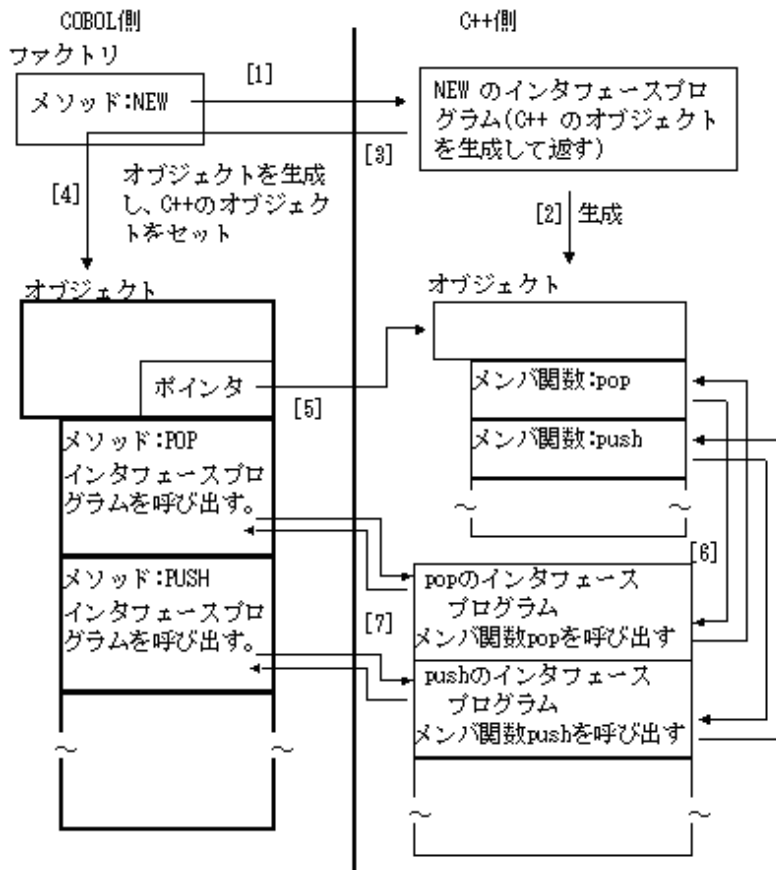 COBOL側
C++側
ファクトリ
メソッド:NEW
[1]
NEW のインタフェースプロ
グラム(C++ のオブジェクト
を生成して返す)
[3]
[4]
オブジェクトを生成
し、C++のオブジェク
トをセット
[2] 生成
オブジェクト
オブジェクト
ポインタ
[5]
メンバ関数:pop
メンバ関数:push
メソッド:POP
インタフェースプロ
グラムを呼び出す。
メソッド:PUSH
インタフェースプロ
グラムを呼び出す。
[6]
[7]
popのインタフェース
プログラム
メンバ関数popを呼び出す
pushのインタフェース
プログラム
メンバ関数pushを呼び出す